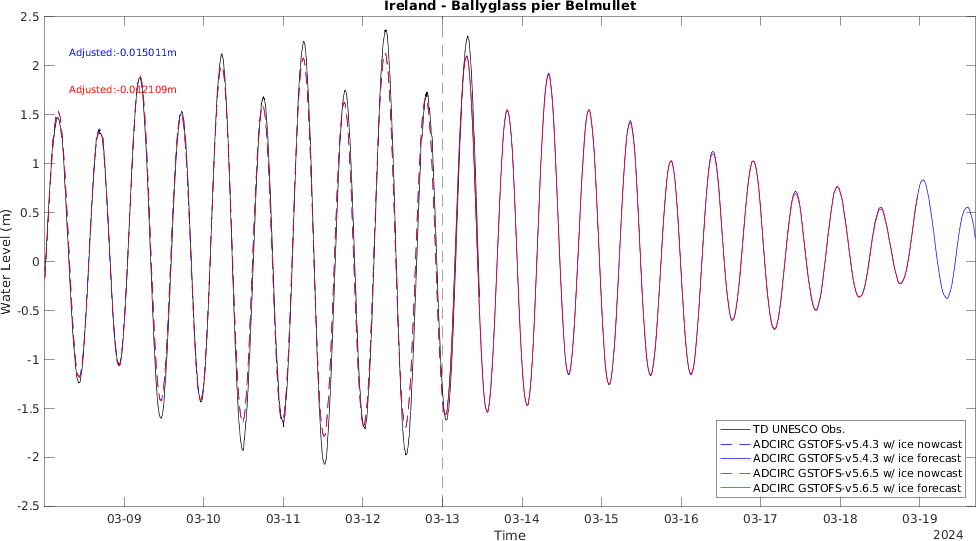 Ireland - Ballyglass pier Belmullet
2.5
2
1.5
1
0.5
0
-0.5
-1
-1.5
-2
-2.5
Water Level (m)
Adjusted:-0.015011m
Adjusted:-0.012109m
TD UNESCO Obs.
ADCIRC GSTOFS-v5.4.3 w/ ice nowcast
ADCIRC GSTOFS-v5.4.3 w/ ice forecast
ADCIRC GSTOFS-v5.6.5 w/ ice nowcast
ADCIRC GSTOFS-v5.6.5 w/ ice forecast
03-09 03-10 03-11 03-12 03-13 03-14 03-15 03-16 03-17 03-18 03-19
Time
2024